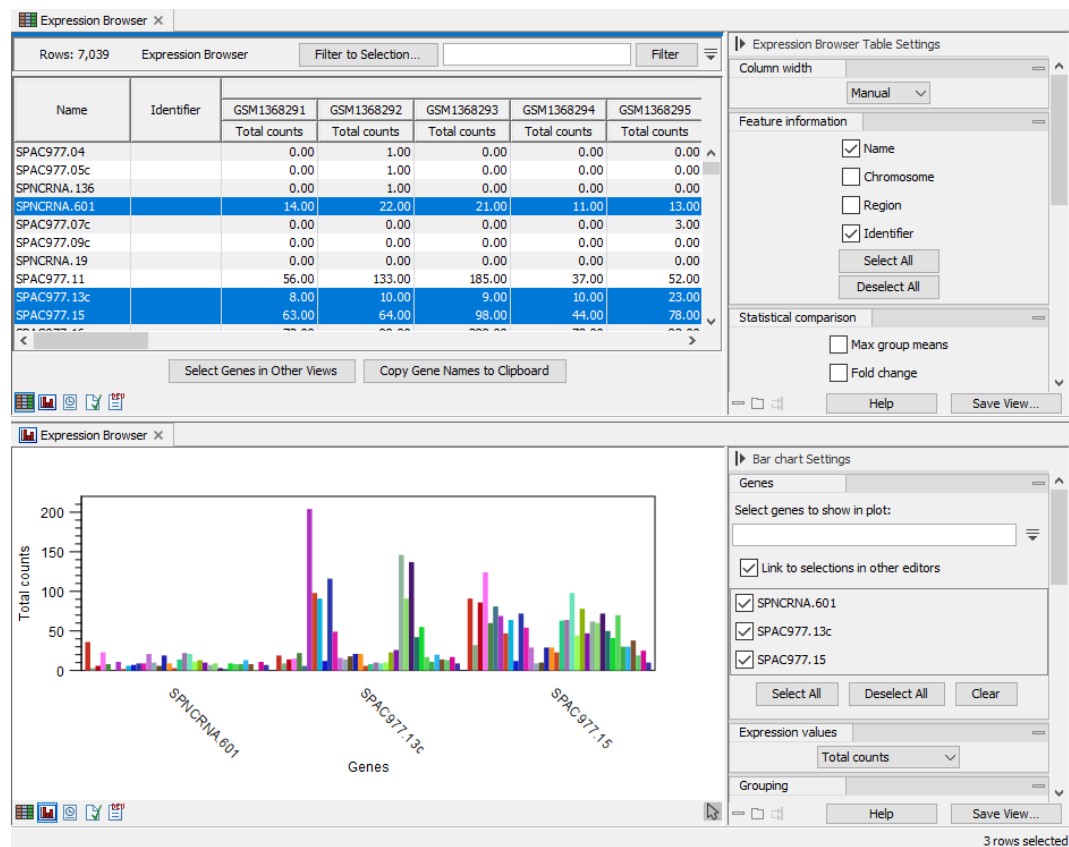 Expression Browser
Rows: 7,039 Expression Browser Filter to Selection... Filter
Name Identifier GSM1368291 GSM1368292 GSM1368293 GSM1368294 GSM1368295
Total counts Total counts Total counts Total counts Total counts
SPAC977.04 0.00 1.00 0.00 0.00 0.00
SPAC977.05c 0.00 1.00 0.00 0.00 0.00
SPNCRNA.136 0.00 1.00 0.00 0.00 0.00
SPNCRNA.601 14.00 22.00 21.00 11.00 13.00
SPAC977.07c 0.00 0.00 0.00 0.00 3.00
SPAC977.09c 0.00 0.00 0.00 0.00 0.00
SPNCRNA.19 0.00 0.00 0.00 0.00 0.00
SPAC977.11 56.00 133.00 185.00 37.00 52.00
SPAC977.13c 8.00 10.00 9.00 10.00 23.00
SPAC977.15 63.00 64.00 98.00 44.00 78.00
Select Genes in Other Views Copy Gene Names to Clipboard
Expression Browser Table Settings
Column width
Manual
Feature information
Name
Chromosome
Region
Identifier
Select All
Deselect All
Statistical comparison
Max group means
Fold change
Help Save View...
Expression Browser
200
150
100
50
0
Total counts
SPNCRNA.601 SPAC977.13c SPAC977.15
Genes
Bar chart Settings
Genes
Select genes to show in plot:
Link to selections in other editors
SPNCRNA.601
SPAC977.13c
SPAC977.15
Select All Deselect All Clear
Expression values
Total counts
Grouping
Help Save View...
3 rows selected